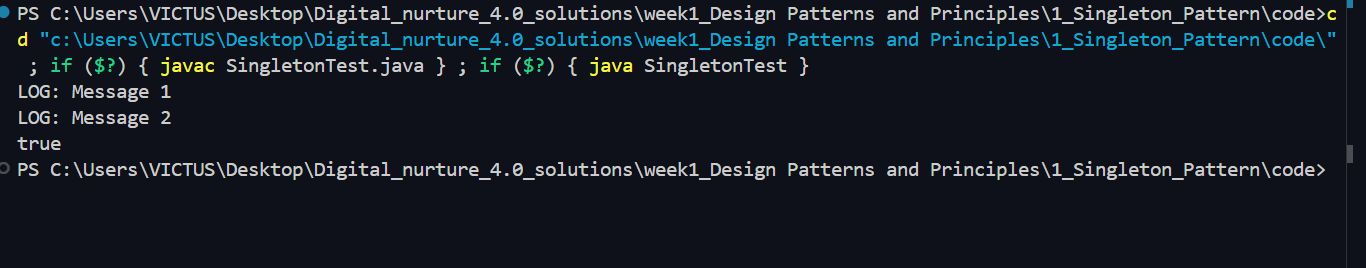 PS C:\Users\VICTUS\Desktop\Digital_nurture_4.0_solutions\week1_Design Patterns and Principles\1_Singleton_Pattern\code>c
d "c:\Users\VICTUS\Desktop\Digital_nurture_4.0_solutions\week1_Design Patterns and Principles\1_Singleton_Pattern\code\"
 ; if ($?) { javac SingletonTest.java } ; if ($?) { java SingletonTest }
LOG: Message 1
LOG: Message 2
true
PS C:\Users\VICTUS\Desktop\Digital_nurture_4.0_solutions\week1_Design Patterns and Principles\1_Singleton_Pattern\code>